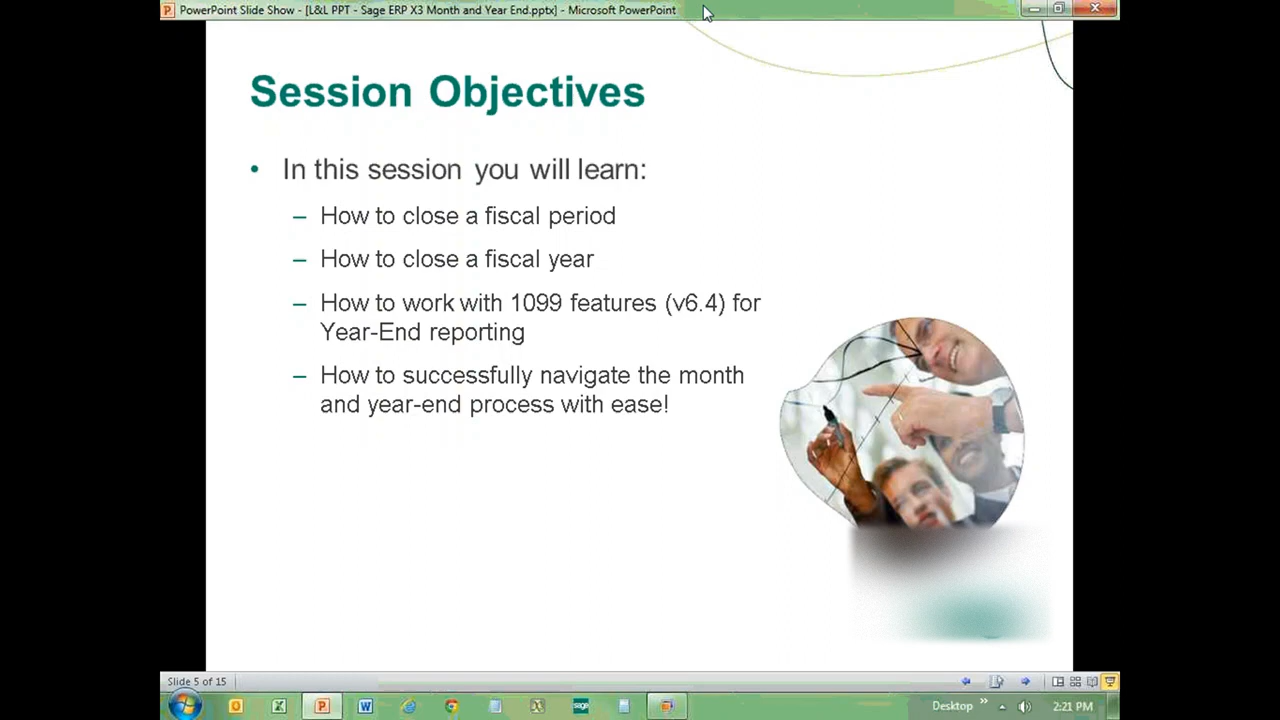 PowerPoint Slide Show - [L&L PPT - Sage ERP X3 Month and Year End.pptx] - Microsoft PowerPoint
Session Objectives
• In this session you will learn:
– How to close a fiscal period
– How to close a fiscal year
– How to work with 1099 features (v6.4) for
Year-End reporting
– How to successfully navigate the month
and year-end process with ease!
Slide 5 of 15
sage
Desktop
2:21 PM